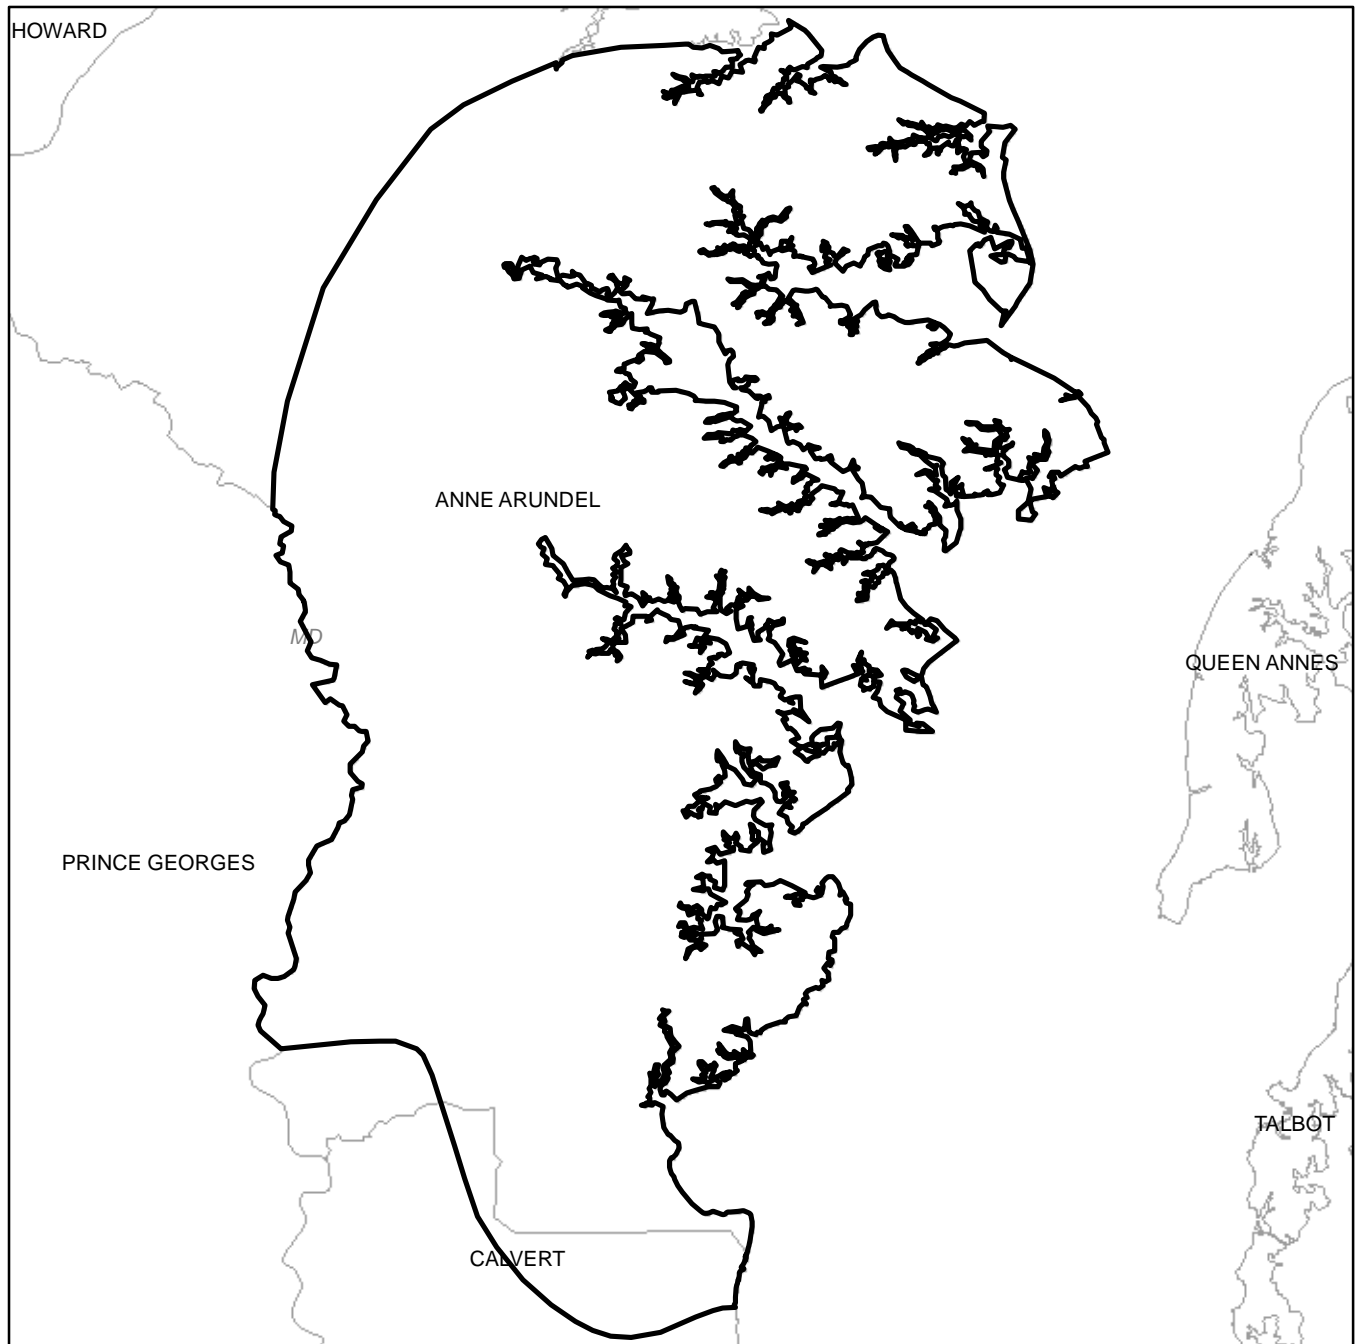 HOWARD
ANNE ARUNDEL
MD
QUEEN ANNES
PRINCE GEORGES
TALBOT
CALVERT